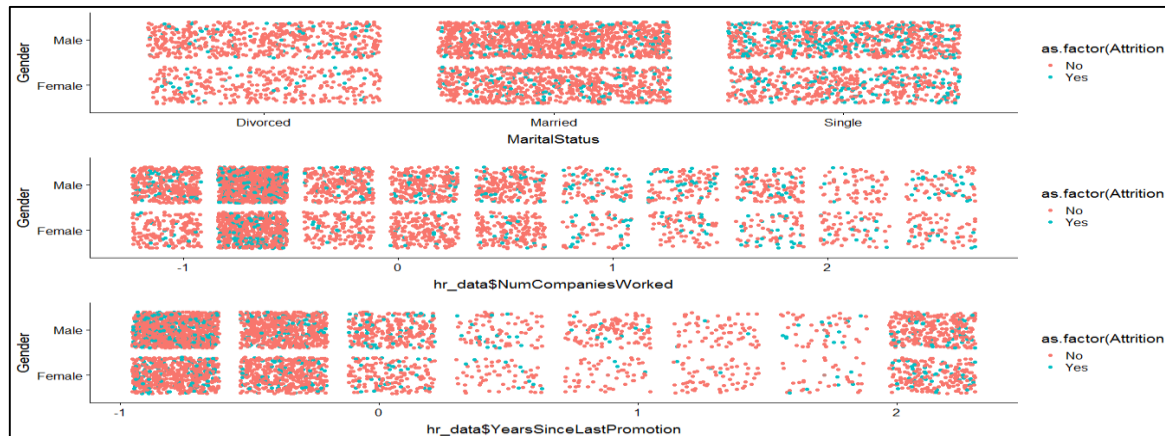 Gender
Male
Female
Divorced Married Single
MaritalStatus
as.factor(Attrition
No
Yes
Gender
Male
Female
-1 0 1 2
hr_data$NumCompaniesWorked
as.factor(Attrition
No
Yes
Gender
Male
Female
-1 0 1 2
hr_data$YearsSinceLastPromotion
as.factor(Attrition
No
Yes